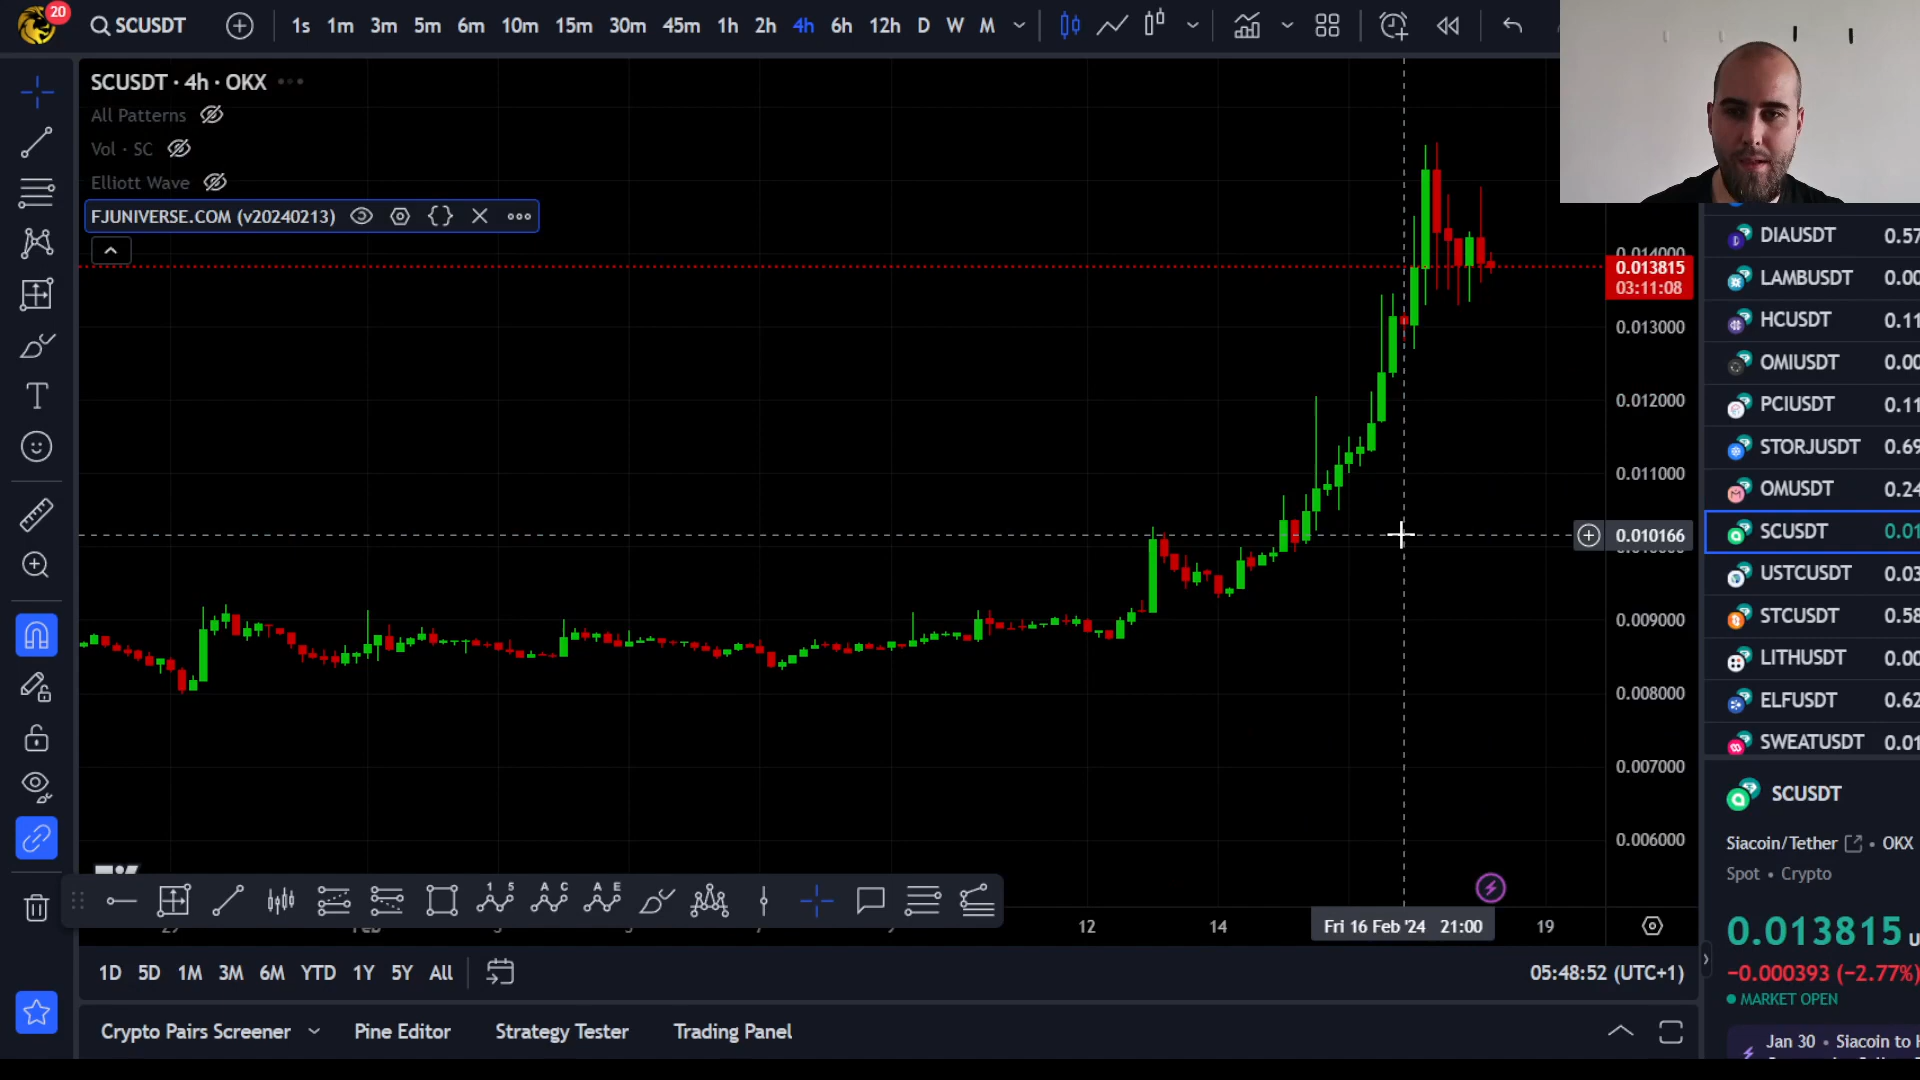 20
SCUSDT
1s 1m 3m 5m 6m 10m 15m 30m 45m 1h 2h 4h 6h 12h D W M
SCUSDT · 4h · OKX
All Patterns
Vol · SC
Elliott Wave
FJUNIVERSE.COM (v20240213)
0.014000
0.013815
03:11:08
0.013000
0.012000
0.011000
0.010166
0.009000
0.008000
0.007000
0.006000
DIAUSDT 0.57
LAMBUSDT 0.00
HCUSDT 0.11
OMIUSDT 0.00
PCIUSDT 0.11
STORJUSDT 0.69
OMUSDT 0.24
SCUSDT 0.01
USTCUSDT 0.03
STCUSDT 0.58
LITHUSDT 0.00
ELFUSDT 0.62
SWEATUSDT 0.01
SCUSDT
Siacoin/Tether • OKX
Spot • Crypto
0.013815
−0.000393 (−2.77%)
MARKET OPEN
Jan 30 • Siacoin to
1 5 A C A E
12 14 Fri 16 Feb '24 21:00 19
1D 5D 1M 3M 6M YTD 1Y 5Y All
05:48:52 (UTC+1)
Crypto Pairs Screener Pine Editor Strategy Tester Trading Panel